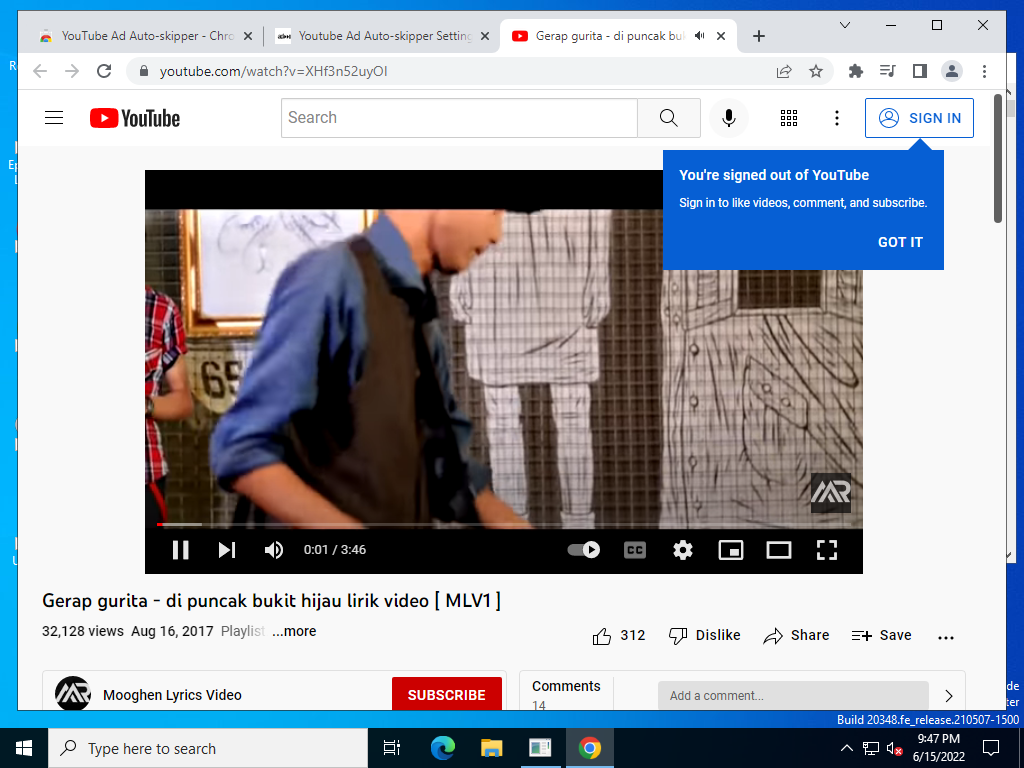 YouTube Ad Auto-skipper - Chro
Youtube Ad Auto-skipper Setting
Gerap gurita - di puncak buk
youtube.com/watch?v=XHf3n52uyOI
YouTube
Search
SIGN IN
You're signed out of YouTube
Sign in to like videos, comment, and subscribe.
GOT IT
69
MR
0:01 / 3:46
CC
Gerap gurita - di puncak bukit hijau lirik video [ MLV1 ]
32,128 views Aug 16, 2017 Playlist ...more
312 Dislike Share Save
Mooghen Lyrics Video
SUBSCRIBE
Comments
14
Add a comment...
Build 20348.fe_release.210507-1500
Type here to search
9:47 PM
6/15/2022